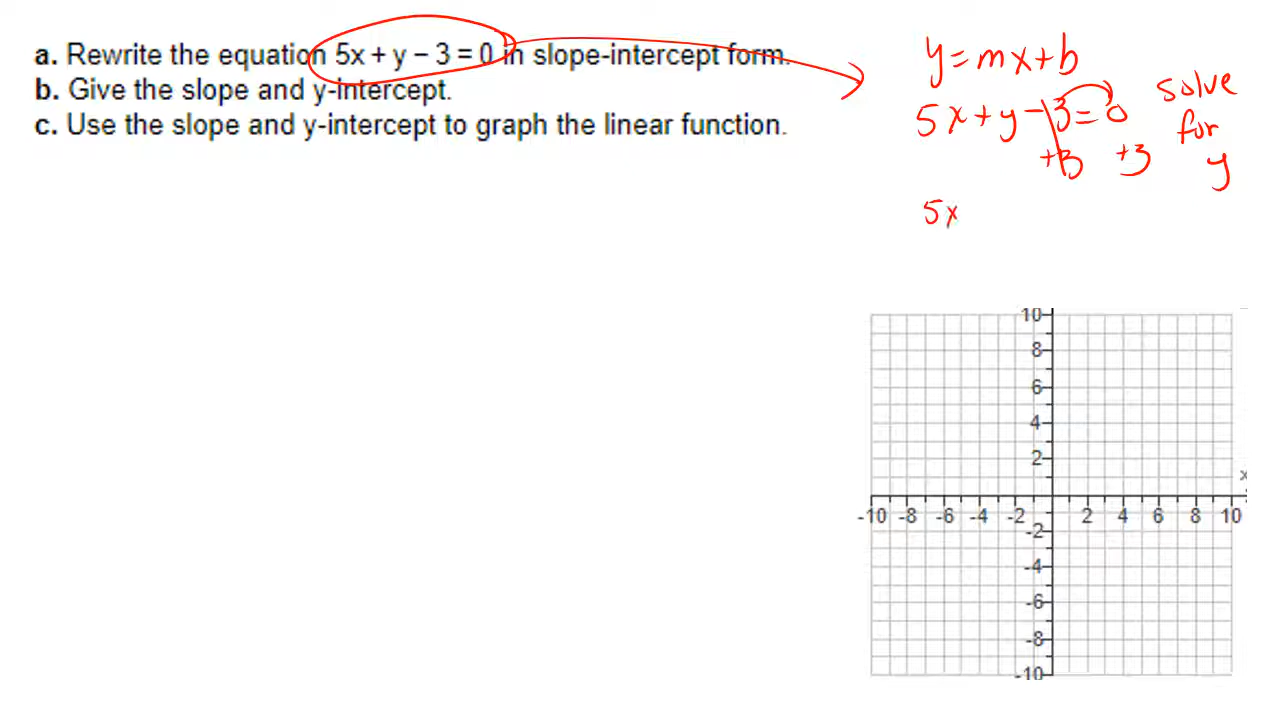 a. Rewrite the equation 5x + y − 3 = 0 in slope-intercept form.
b. Give the slope and y-intercept.
c. Use the slope and y-intercept to graph the linear function.
y = mx + b
5x + y − 3 = 0
+3 +3
solve
for
y
5x
10
8
6
4
2
x
-10 -8 -6 -4 -2 2 4 6 8 10
-2
-4
-6
-8
-10